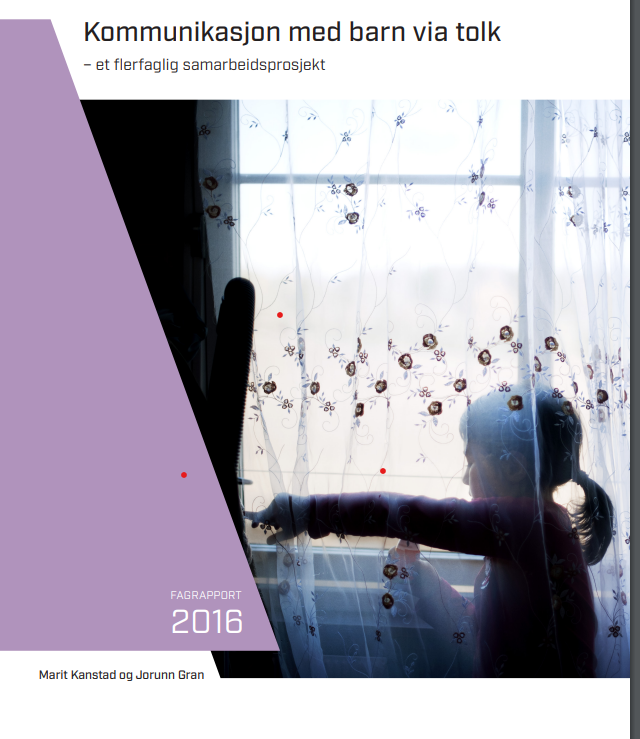 Kommunikasjon med barn via tolk
– et flerfaglig samarbeidsprosjekt
FAGRAPPORT
2016
Marit Kanstad og Jorunn Gran